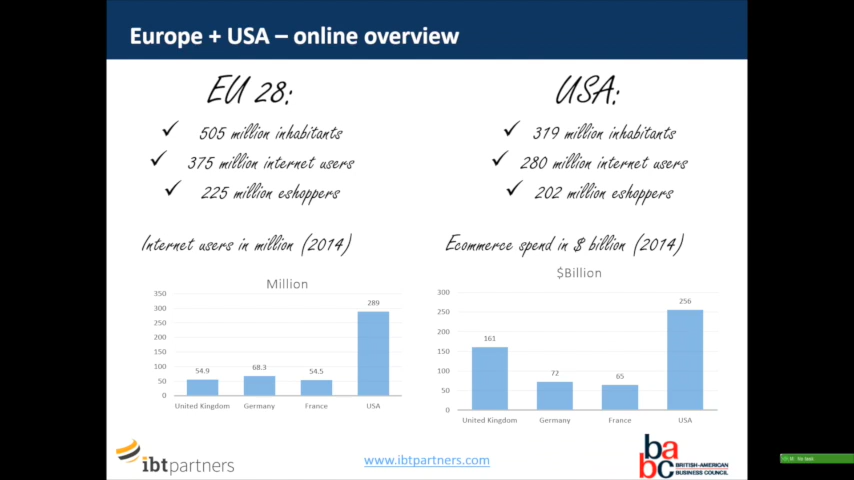 Europe + USA – online overview
EU 28:
✓ 505 million inhabitants
✓ 375 million internet users
✓ 225 million eshoppers
USA:
✓ 319 million inhabitants
✓ 280 million internet users
✓ 202 million eshoppers
Internet users in million (2014)
Million
350
300
250
200
150
100
50
0
54.9
68.3
54.5
289
United Kingdom Germany France USA
Ecommerce spend in $ billion (2014)
$Billion
300
250
200
150
100
50
0
161
72
65
256
United Kingdom Germany France USA
ibtpartners
www.ibtpartners.com
ba
bc
BRITISH-AMERICAN
BUSINESS COUNCIL